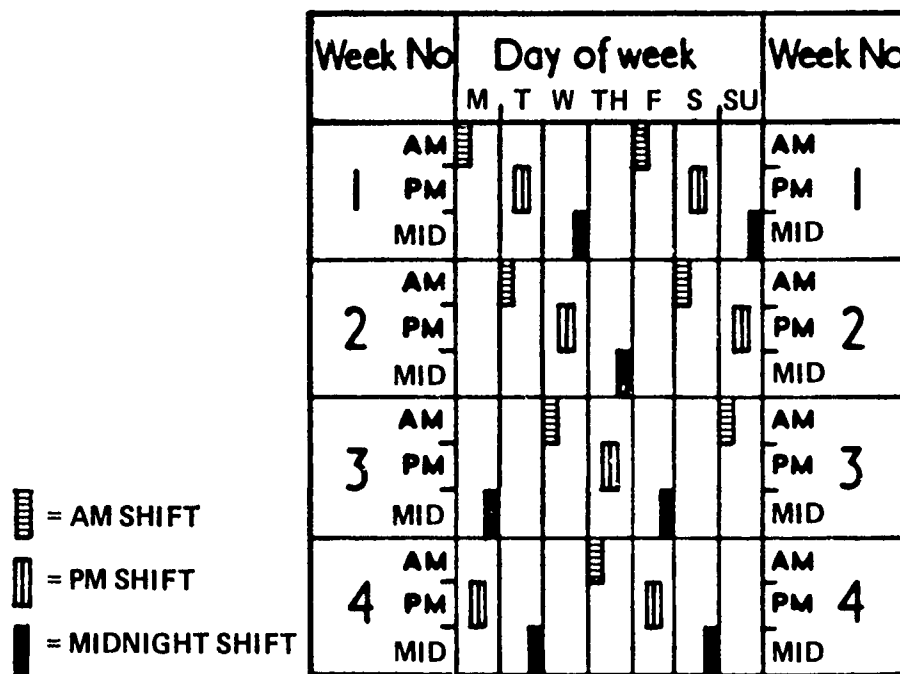 Week No Day of week Week No
M T W TH F S SU
AM AM
1 PM PM 1
MID MID
AM AM
2 PM PM 2
MID MID
AM AM
3 PM PM 3
MID MID
= AM SHIFT
AM AM
= PM SHIFT
4 PM PM 4
= MIDNIGHT SHIFT
MID MID